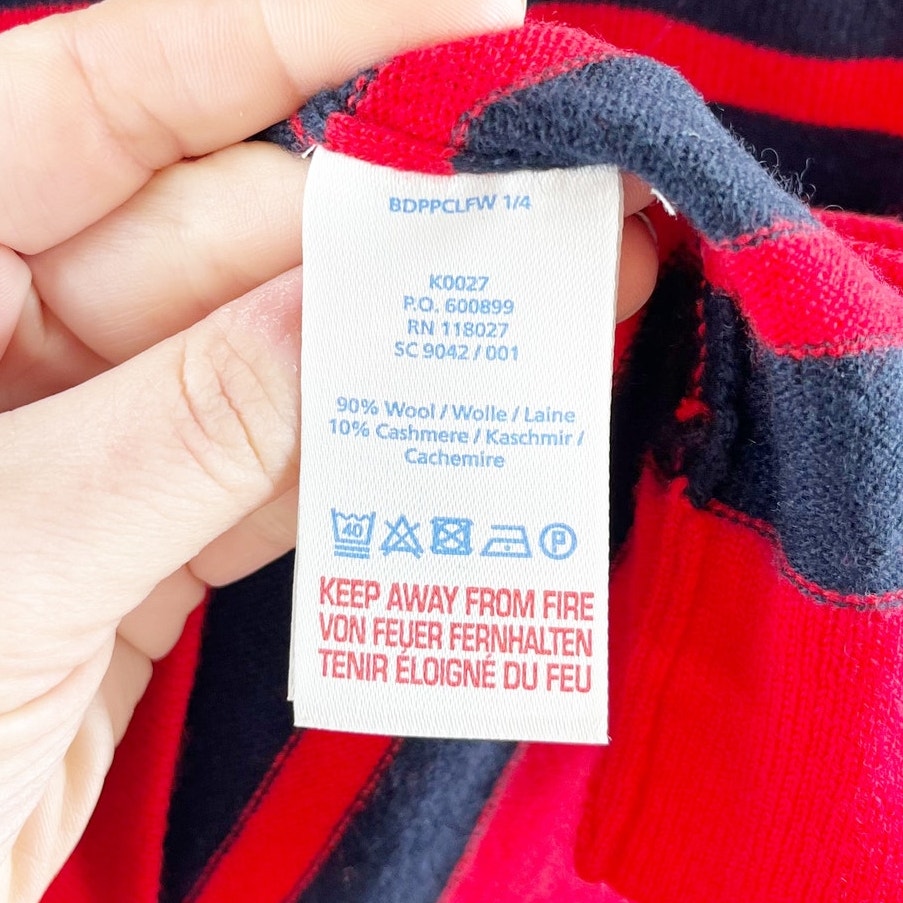 BDPPCLFW 1/4
K0027
P.O. 600899
RN 118027
SC 9042 / 001
90% Wool / Wolle / Laine
10% Cashmere / Kaschmir /
Cachemire
40
P
KEEP AWAY FROM FIRE
VON FEUER FERNHALTEN
TENIR ÉLOIGNÉ DU FEU